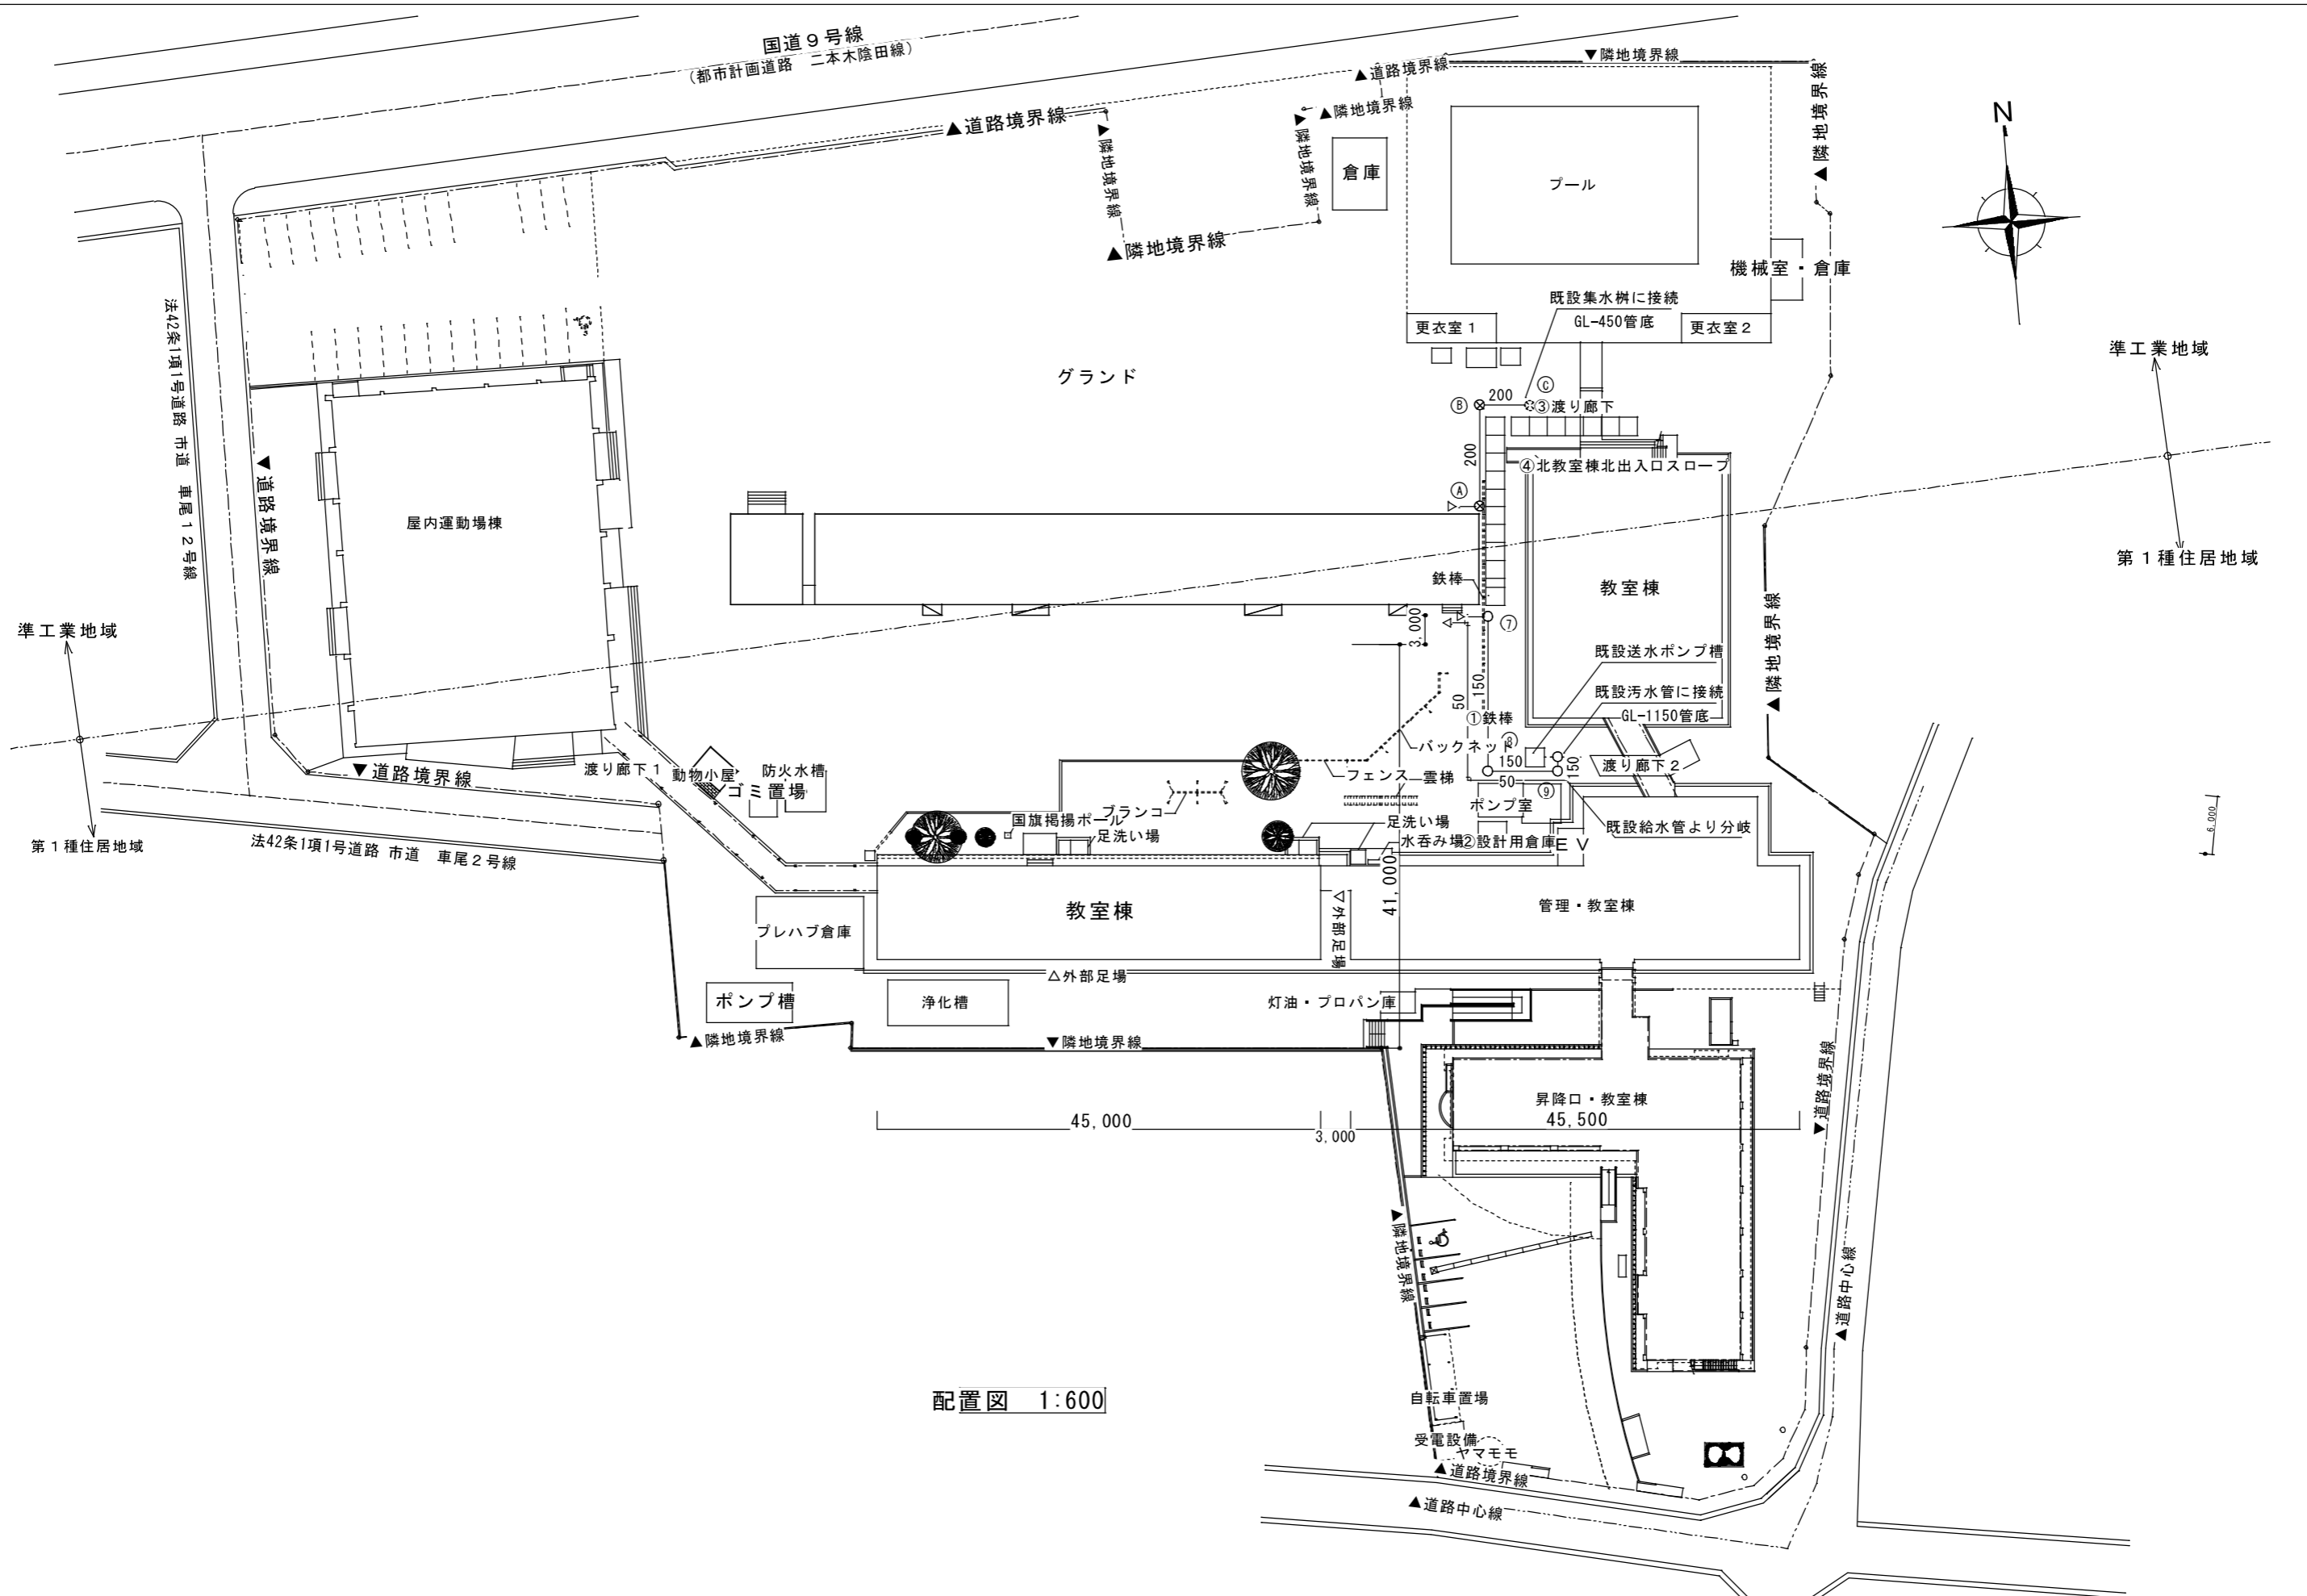 国道９号線
(都市計画道路　二本木陰田線)
▲道路境界線
▼隣地境界線
▲隣地境界線
▼隣地境界線
▼隣地境界線
▲隣地境界線
▲道路境界線
▲隣地境界線
N
倉庫
プール
機械室・倉庫
既設集水桝に接続
GL-450管底
更衣室１
更衣室２
準工業地域
第１種住居地域
法42条1項1号道路 市道　車尾１２号線
グランド
Ⓑ
200
Ⓒ
③渡り廊下
200
④北教室棟北出入口スロープ
Ⓐ
▲道路境界線
屋内運動場棟
鉄棒
教室棟
3,000
⑦
▲隣地境界線
準工業地域
第１種住居地域
既設送水ポンプ槽
既設汚水管に接続
GL-1150管底
50
150
①鉄棒
⑧
バックネット
150
150
渡り廊下２
フェンス
雲梯
50
⑨
ポンプ室
▼道路境界線
渡り廊下１
動物小屋
防火水槽
ゴミ置場
ブランコ
国旗掲揚ポール
足洗い場
足洗い場
水呑み場
②設計用倉庫
ＥＶ
既設給水管より分岐
6,000
法42条1項1号道路 市道　車尾２号線
41,000
プレハブ倉庫
教室棟
▽外部足場
管理・教室棟
△外部足場
ポンプ槽
浄化槽
灯油・プロパン庫
▲隣地境界線
▼隣地境界線
▼道路境界線
昇降口・教室棟
45,000
3,000
45,500
▼隣地境界線
▲道路中心線
配置図　1:600
自転車置場
受電設備
ヤマモモ
▲道路境界線
▲道路中心線